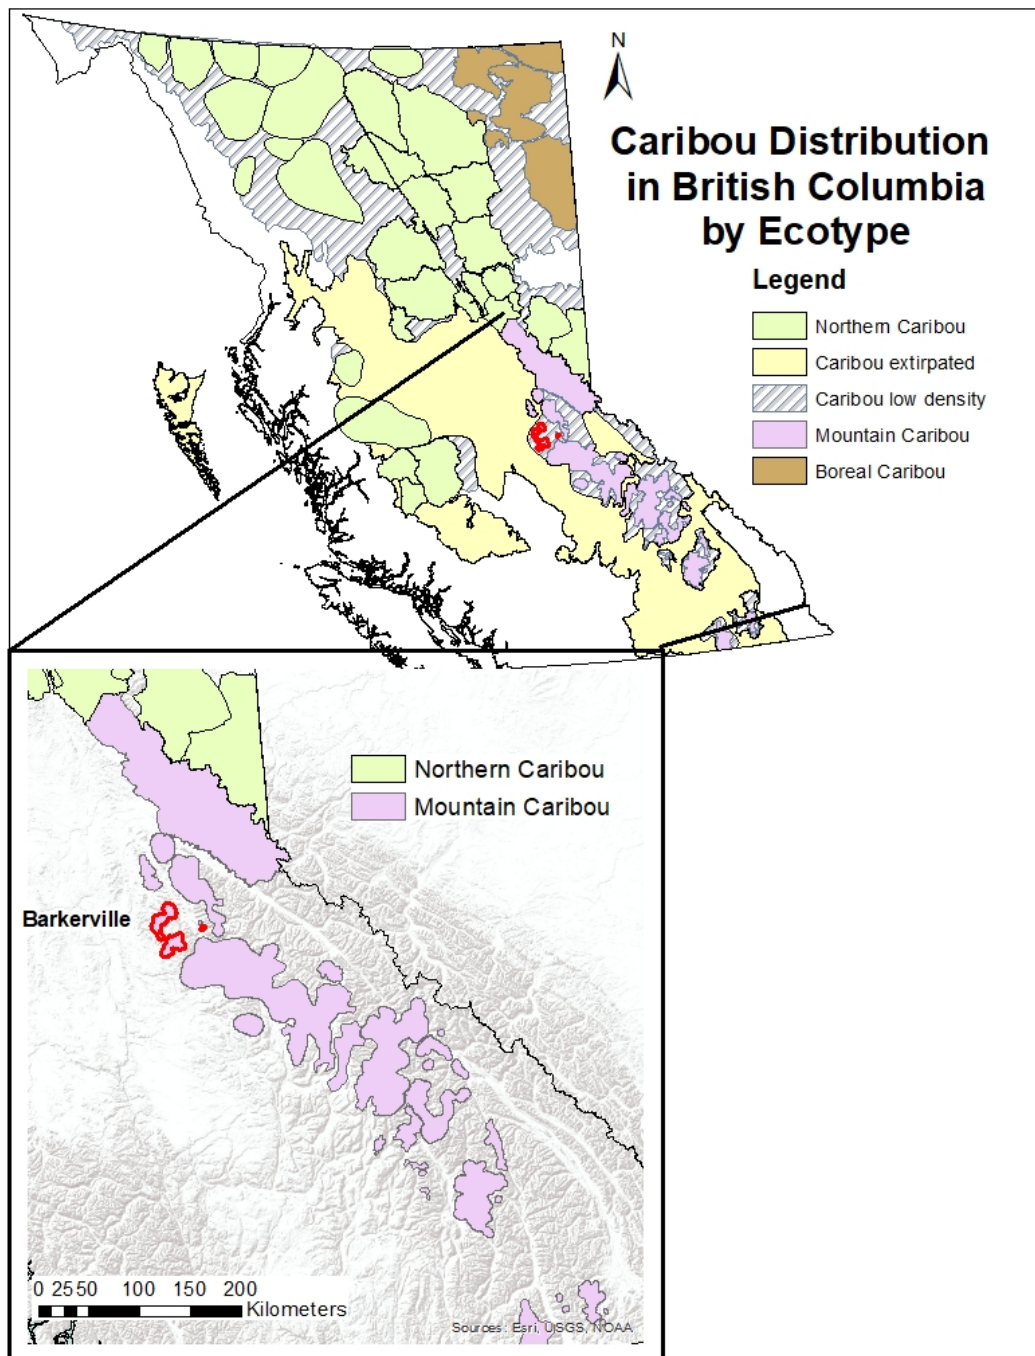 N
Caribou Distribution
in British Columbia
by Ecotype
Legend
Northern Caribou
Caribou extirpated
Caribou low density
Mountain Caribou
Boreal Caribou
Northern Caribou
Mountain Caribou
Barkerville
0 25 50 100 150 200
Kilometers
Sources: Esri, USGS, NOAA